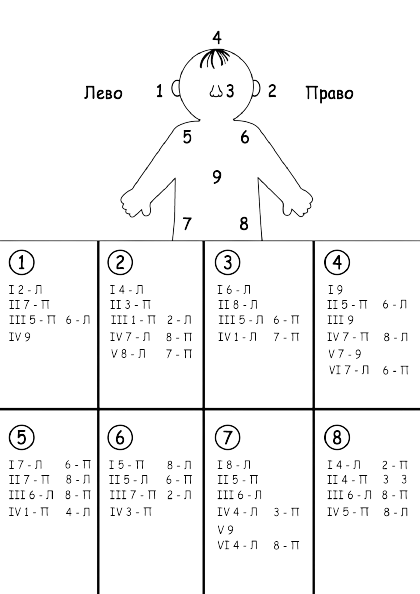 4
Лево 1 3 2 Право
5 6
9
7 8
1
I 2 - Л
II 7 - П
III 5 - П 6 - Л
IV 9
2
I 4 - Л
II 3 - П
III 1 - П 2 - Л
IV 7 - Л 8 - П
V 8 - Л 7 - П
3
I 6 - Л
II 8 - Л
III 5 - Л 6 - П
IV 1 - Л 7 - П
4
I 9
II 5 - П 6 - Л
III 9
IV 7 - П 8 - Л
V 7 - 9
VI 7 - Л 6 - П
5
I 7 - Л 6 - П
II 7 - П 8 - Л
III 6 - Л 8 - П
IV 1 - П 4 - Л
6
I 5 - П 8 - Л
II 5 - Л 6 - П
III 7 - П 2 - Л
IV 3 - П
7
I 8 - Л
II 5 - П
III 6 - Л
IV 4 - Л 3 - П
V 9
VI 4 - Л 8 - П
8
I 4 - Л 2 - П
II 4 - П 3 3
III 6 - Л 8 - П
IV 5 - П 8 - Л